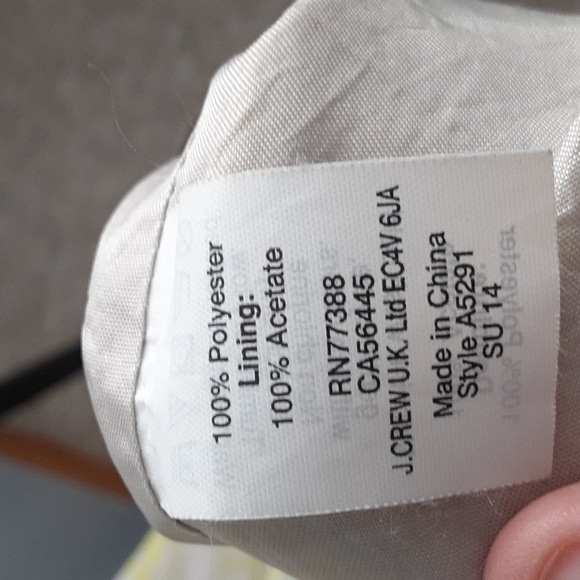 100% Polyester
Lining:
100% Acetate
RN77388
CA56445
J.CREW U.K. Ltd EC4V 6JA
Made in China
Style A5291
SU 14